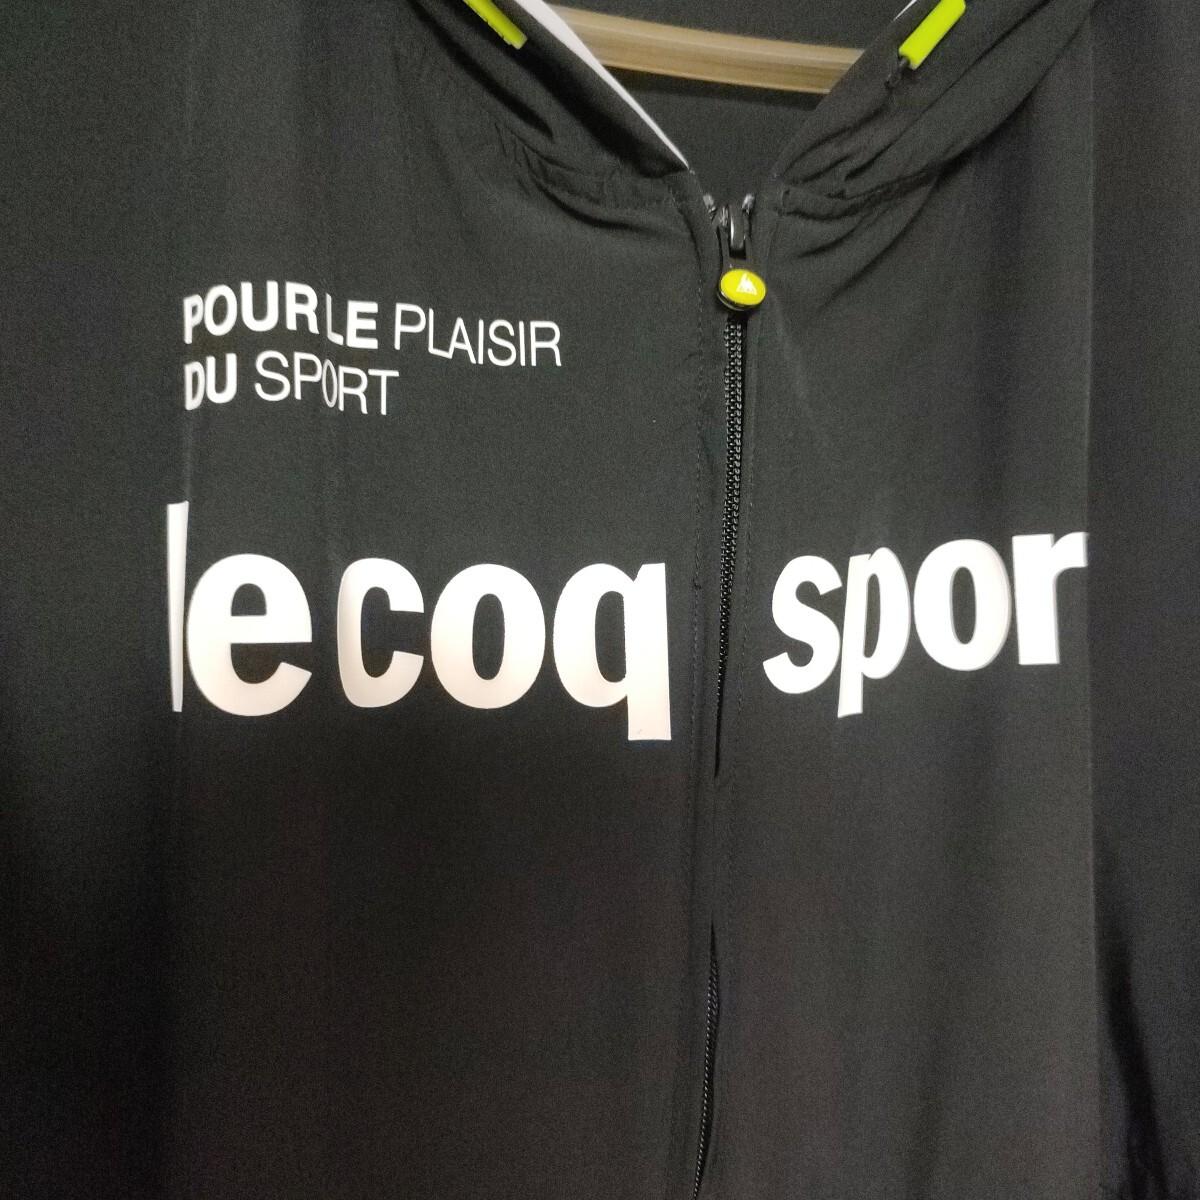 POUR LE PLAISIR
DU SPORT
le coq spor